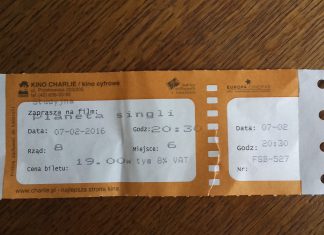 KINO CHARLIE / kino cyfrowe
Studyjna
Zaprasza na film:
Planeta singli
Data: 07-02-2016 Godz: 20:30
Rząd: 8 Miejsce: 6
Cena biletu: 19.00 w tym 8% VAT
www.charlie.pl - najlepsza strona kina
EUROPA CINEMAS
Data: 07-02
Godz: 20:30
Nr: FSB-527